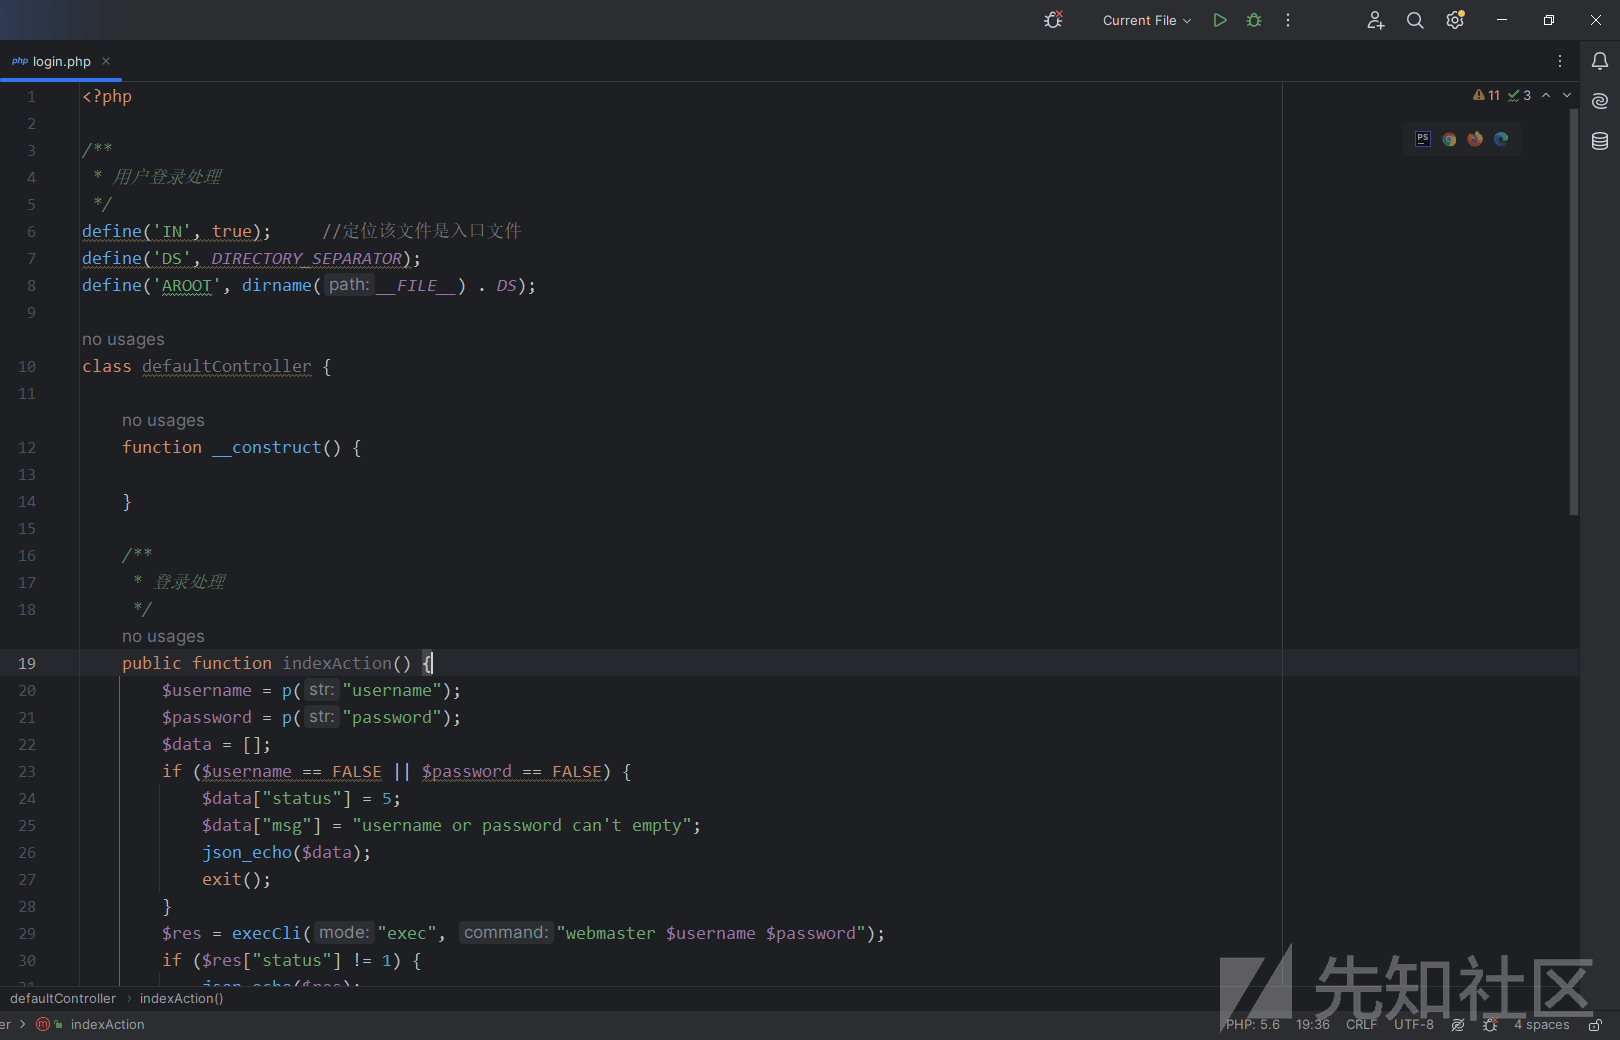 Current File
php login.php
11 3
1 <?php
2
3 /**
4 * 用户登录处理
5 */
6 define('IN', true); //定位该文件是入口文件
7 define('DS', DIRECTORY_SEPARATOR);
8 define('AROOT', dirname( path: __FILE__) . DS);
9
no usages
10 class defaultController {
11
no usages
12 function __construct() {
13
14 }
15
16 /**
17 * 登录处理
18 */
no usages
19 public function indexAction() {
20 $username = p( str: "username");
21 $password = p( str: "password");
22 $data = [];
23 if ($username == FALSE || $password == FALSE) {
24 $data["status"] = 5;
25 $data["msg"] = "username or password can't empty";
26 json_echo($data);
27 exit();
28 }
29 $res = execCli( mode: "exec", command: "webmaster $username $password");
30 if ($res["status"] != 1) {
31 json_echo($res);
先知社区
defaultController › indexAction()
er › m indexAction
PHP: 5.6 19:36 CRLF UTF-8 4 spaces